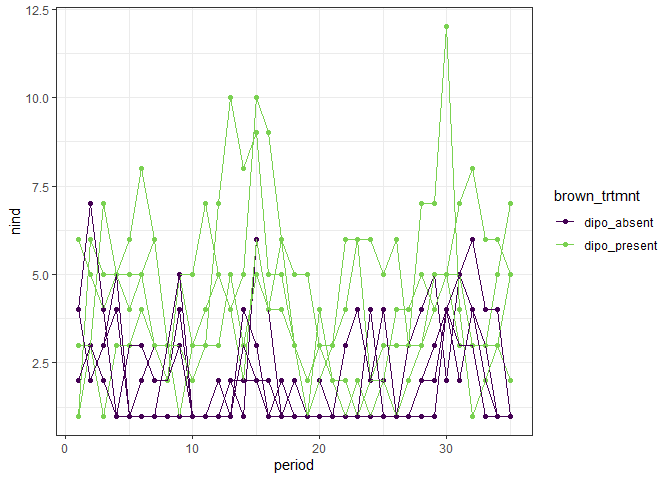 12.5
10.0
7.5
5.0
2.5
nind
0
10
20
30
period
brown_trtmnt
dipo_absent
dipo_present